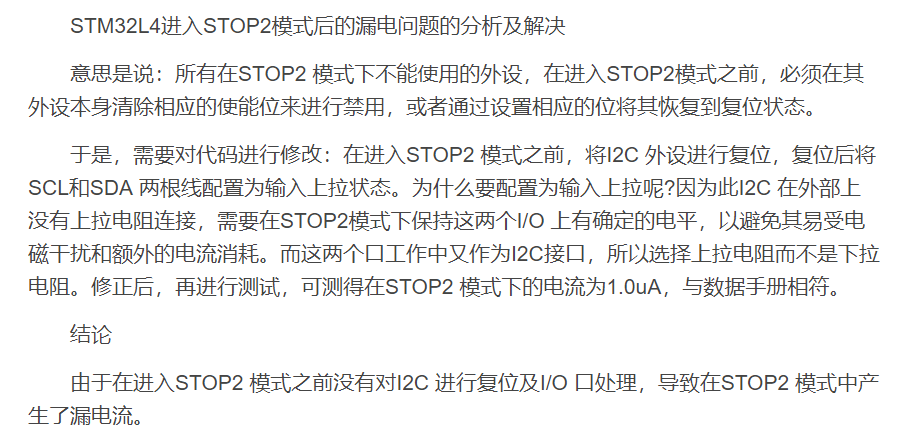 STM32L4进入STOP2模式后的漏电问题的分析及解决
意思是说：所有在STOP2 模式下不能使用的外设，在进入STOP2模式之前，必须在其
外设本身清除相应的使能位来进行禁用，或者通过设置相应的位将其恢复到复位状态。
于是，需要对代码进行修改：在进入STOP2 模式之前，将I2C 外设进行复位，复位后将
SCL和SDA 两根线配置为输入上拉状态。为什么要配置为输入上拉呢?因为此I2C 在外部上
没有上拉电阻连接，需要在STOP2模式下保持这两个I/O 上有确定的电平，以避免其易受电
磁干扰和额外的电流消耗。而这两个口工作中又作为I2C接口，所以选择上拉电阻而不是下拉
电阻。修正后，再进行测试，可测得在STOP2 模式下的电流为1.0uA，与数据手册相符。
结论
由于在进入STOP2 模式之前没有对I2C 进行复位及I/O 口处理，导致在STOP2 模式中产
生了漏电流。